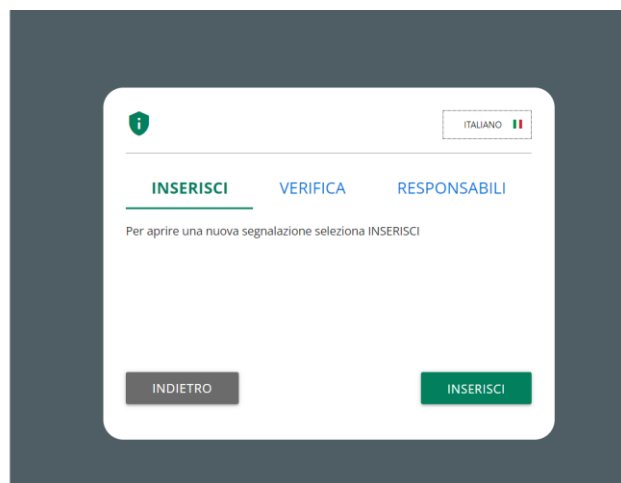 ITALIANO
INSERISCI VERIFICA RESPONSABILI
Per aprire una nuova segnalazione seleziona INSERISCI
INDIETRO INSERISCI